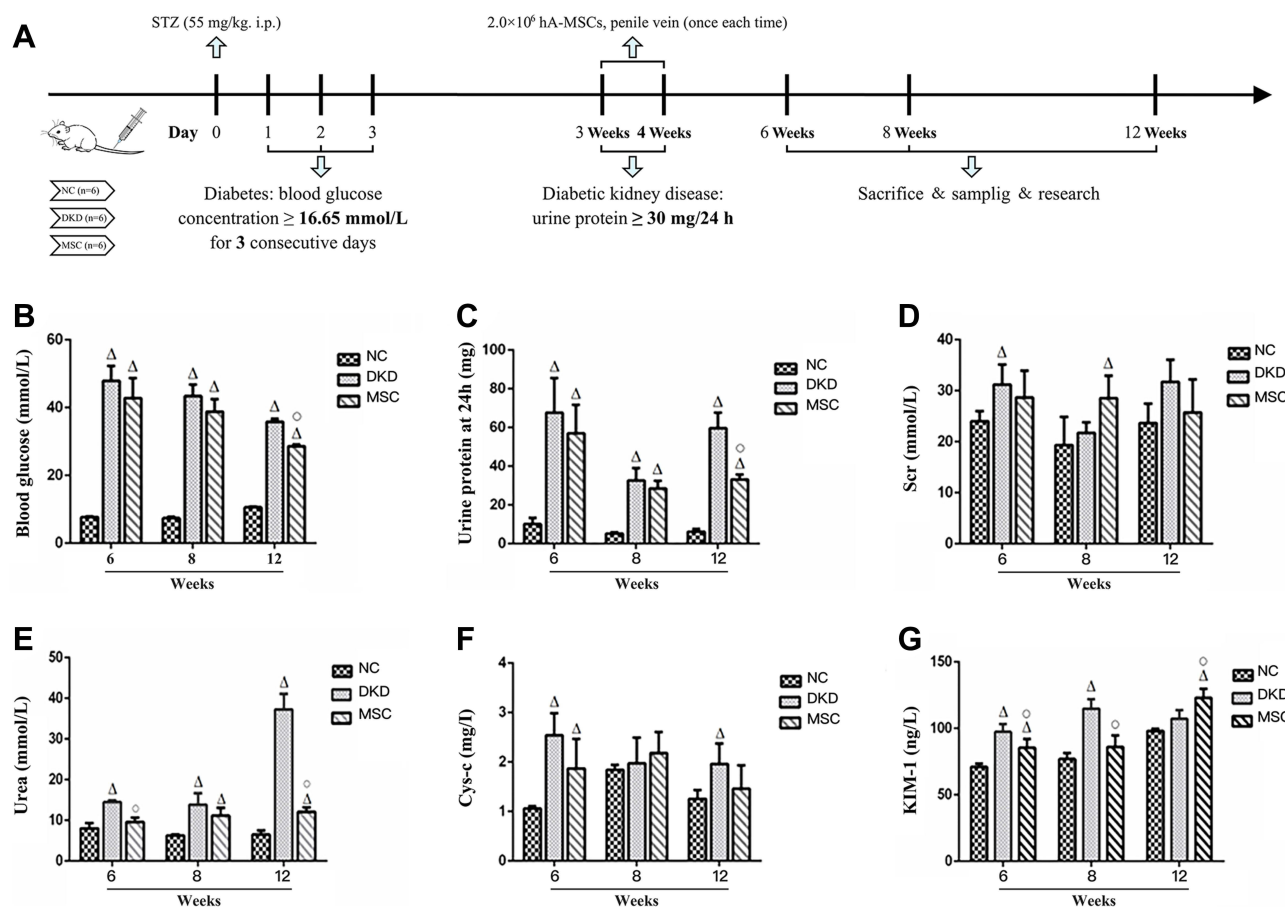 A
STZ (55 mg/kg. i.p.)
2.0×10⁶ hA-MSCs, penile vein (once each time)
Day 0 1 2 3 3 Weeks 4 Weeks 6 Weeks 8 Weeks 12 Weeks
NC (n=6)
DKD (n=6)
MSC (n=6)
Diabetes: blood glucose
concentration ≥ 16.65 mmol/L
for 3 consecutive days
Diabetic kidney disease:
urine protein ≥ 30 mg/24 h
Sacrifice & samplig & research
B
Blood glucose (mmol/L)
60
40
20
0
Δ Δ Δ Δ Δ ○ Δ
6 8 12
Weeks
NC
DKD
MSC
C
Urine protein at 24h (mg)
100
80
60
40
20
0
Δ Δ Δ Δ Δ ○ Δ
6 8 12
Weeks
NC
DKD
MSC
D
Scr (mmol/L)
40
30
20
10
0
Δ Δ
6 8 12
Weeks
NC
DKD
MSC
E
Urea (mmol/L)
50
40
30
20
10
0
Δ ○ Δ Δ Δ ○ Δ
6 8 12
Weeks
NC
DKD
MSC
F
Cys-c (mg/l)
4
3
2
1
0
Δ Δ Δ
6 8 12
Weeks
NC
DKD
MSC
G
KIM-1 (ng/L)
150
100
50
0
Δ ○ Δ Δ ○ ○ Δ
6 8 12
Weeks
NC
DKD
MSC